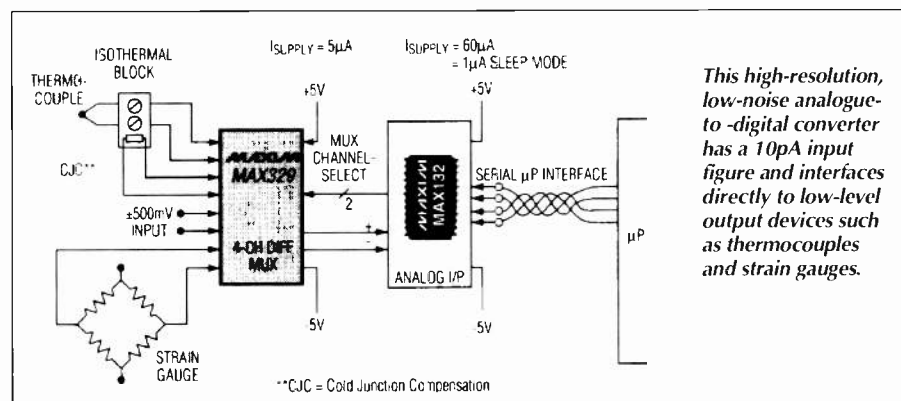 ISOTHERMAL
BLOCK
THERMO-
COUPLE
CJC**
±500mV
INPUT
STRAIN
GAUGE
ISUPPLY = 5µA
+5V
MAXIM
MAX329
4-CH DIFF
MUX
-5V
MUX
CHANNEL-
SELECT
2
+
-
ISUPPLY = 60µA
= 1µA SLEEP MODE
+5V
MAXIM
MAX132
ANALOG I/P
-5V
SERIAL µP INTERFACE
µP
**CJC = Cold Junction Compensation
This high-resolution,
low-noise analogue-
to -digital converter
has a 10pA input
figure and interfaces
directly to low-level
output devices such
as thermocouples
and strain gauges.